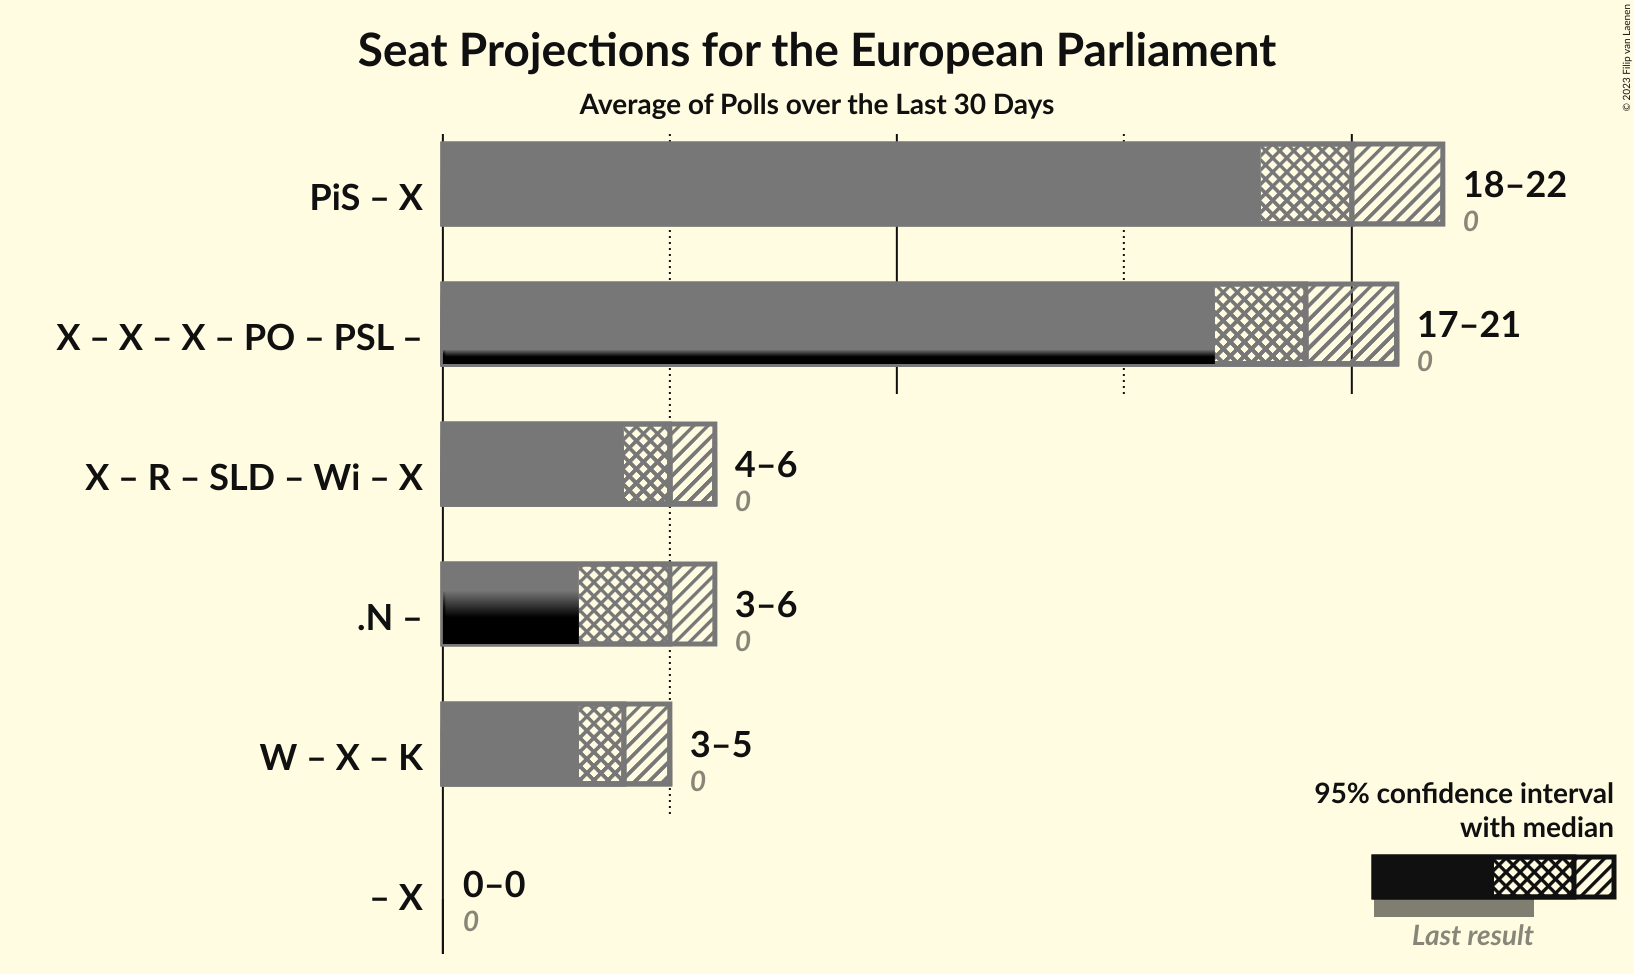 Seat Projections for the European Parliament
Average of Polls over the Last 30 Days
© 2023 Filip van Laenen
PiS – X
18–22
0
X – X – X – PO – PSL –
17–21
0
X – R – SLD – Wi – X
4–6
0
.N –
3–6
0
W – X – K
3–5
0
– X
0–0
0
95% confidence interval
with median
Last result